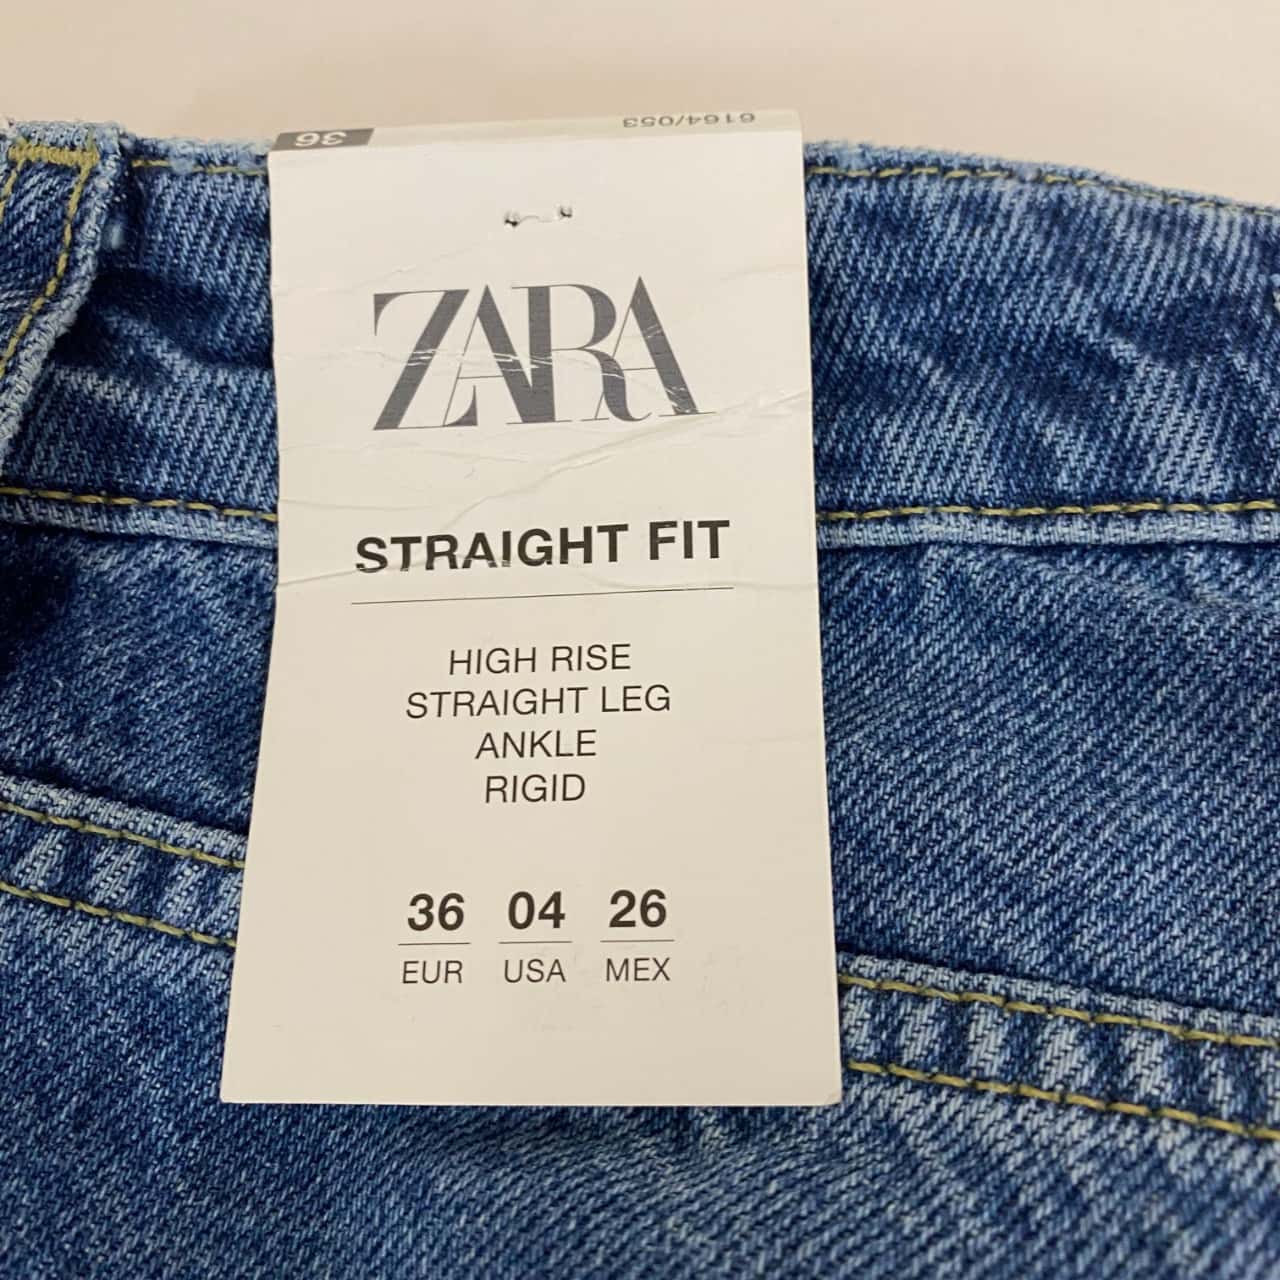 36 6164/053
ZARA
STRAIGHT FIT
HIGH RISE
STRAIGHT LEG
ANKLE
RIGID
36 04 26
EUR USA MEX